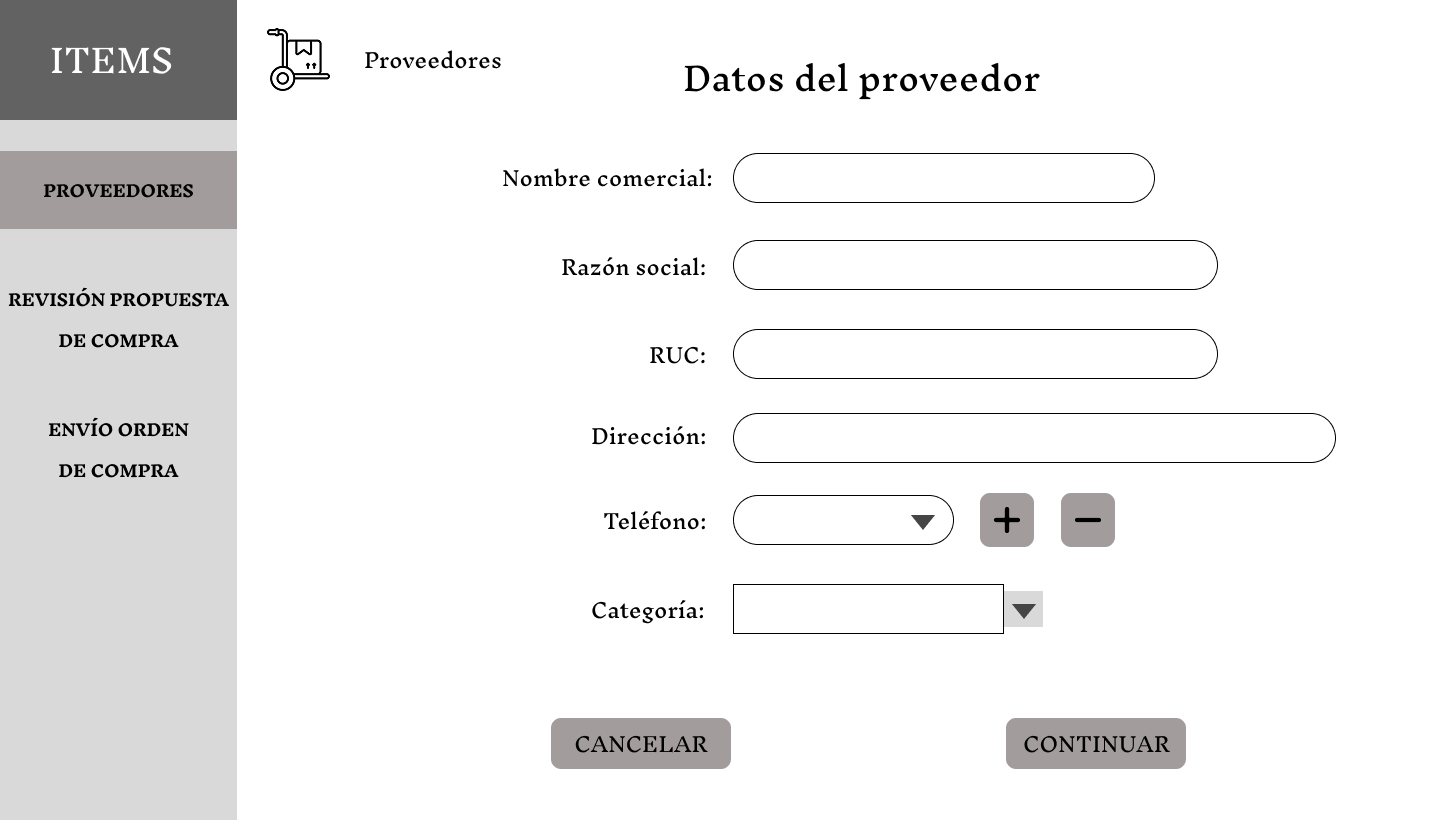 ITEMS
PROVEEDORES
REVISIÓN PROPUESTA
DE COMPRA
ENVÍO ORDEN
DE COMPRA
Proveedores
Datos del proveedor
Nombre comercial:
Razón social:
RUC:
Dirección:
Teléfono:
Categoría:
CANCELAR
CONTINUAR